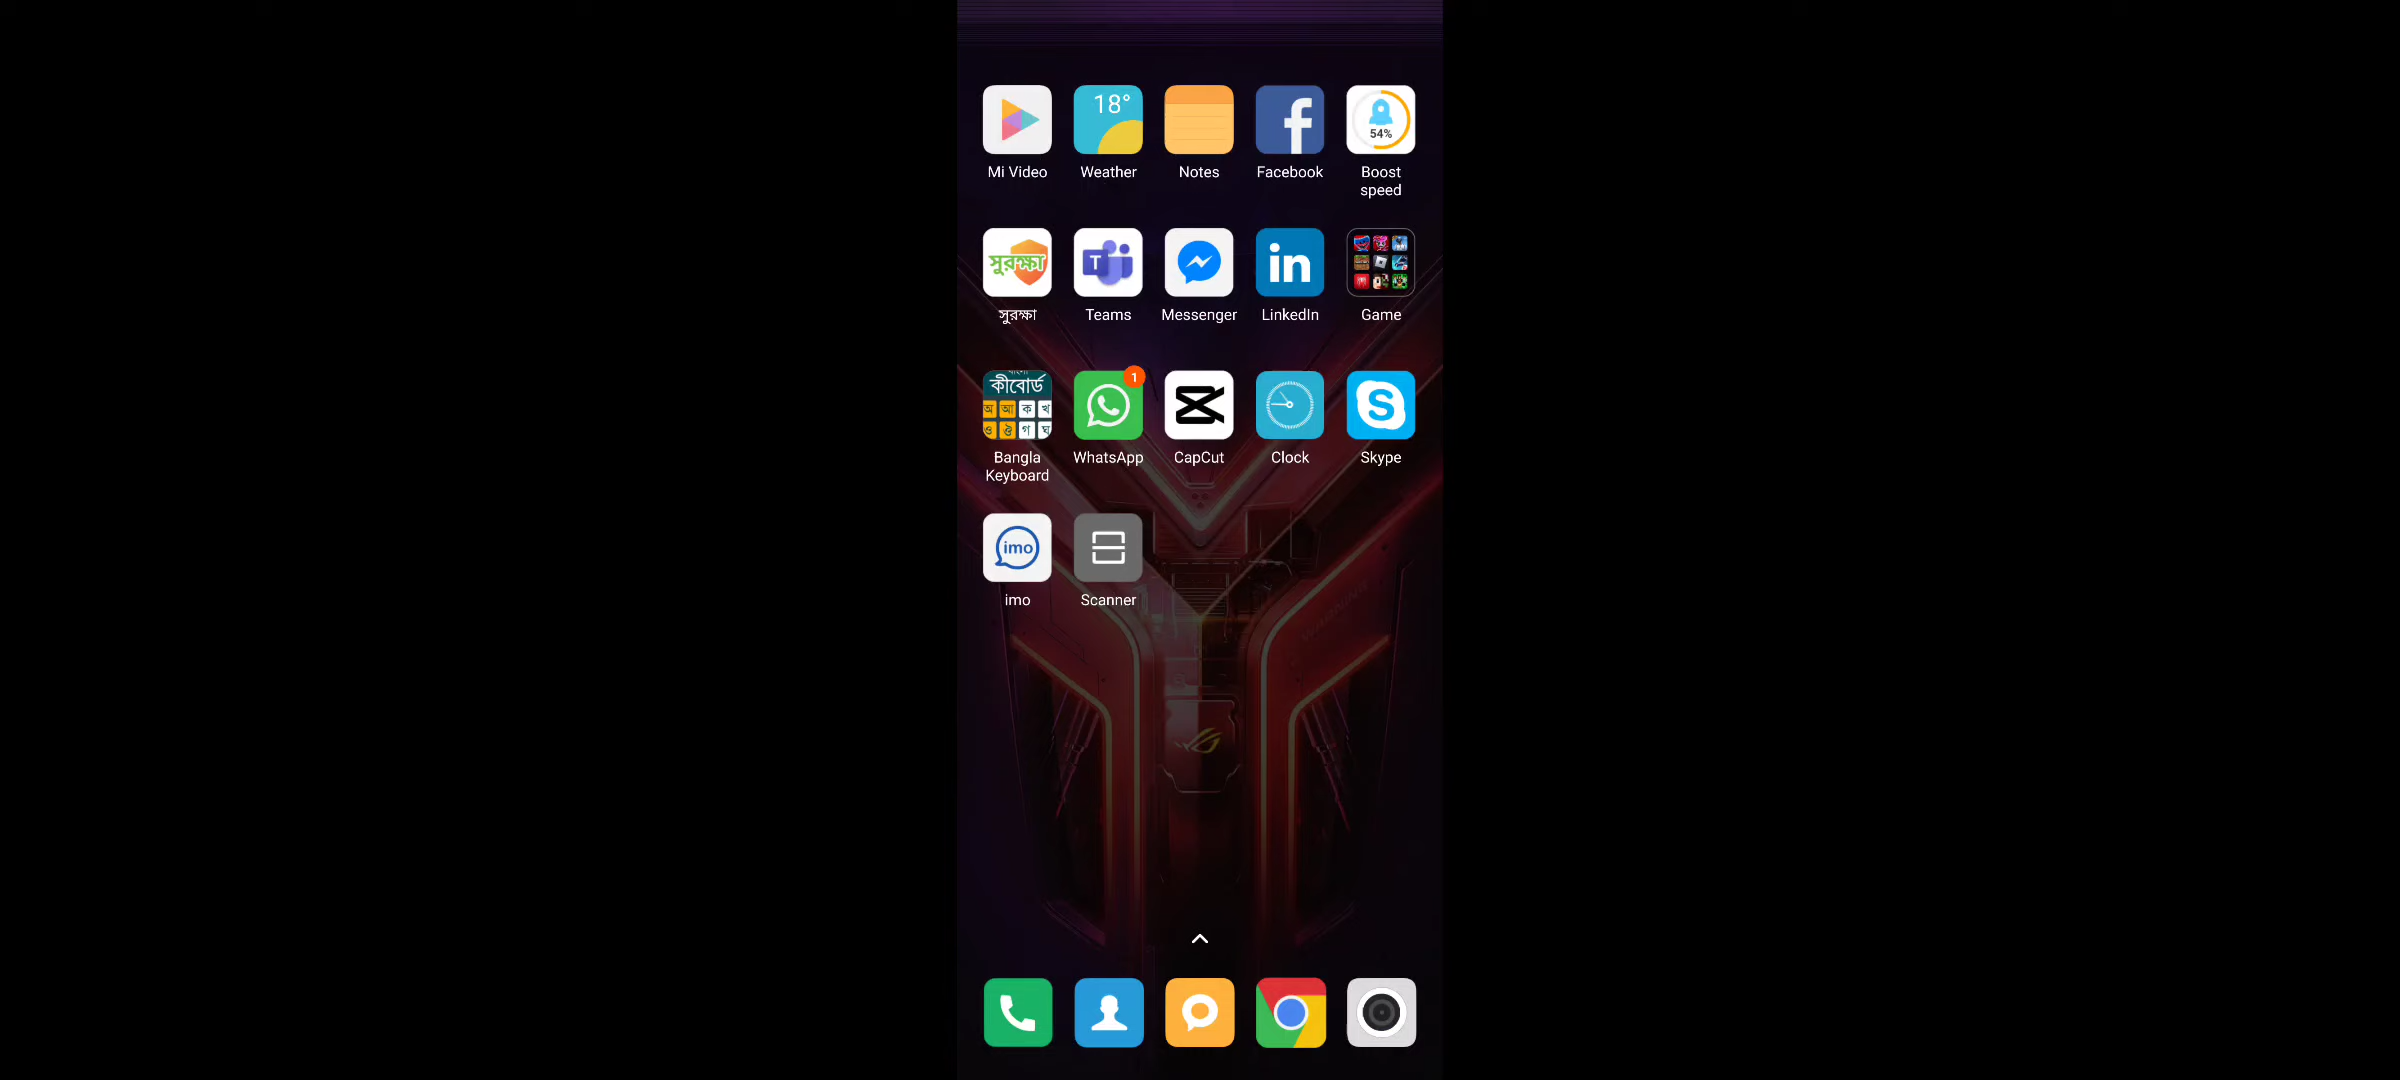 18°
54%
Mi Video
Weather
Notes
Facebook
Boost
speed
সুরক্ষা
T
in
সুরক্ষা
Teams
Messenger
LinkedIn
Game
কীবোর্ড
অ আ ক খ
ও ঔ গ ঘ
1
S
Bangla
Keyboard
WhatsApp
CapCut
Clock
Skype
imo
imo
Scanner